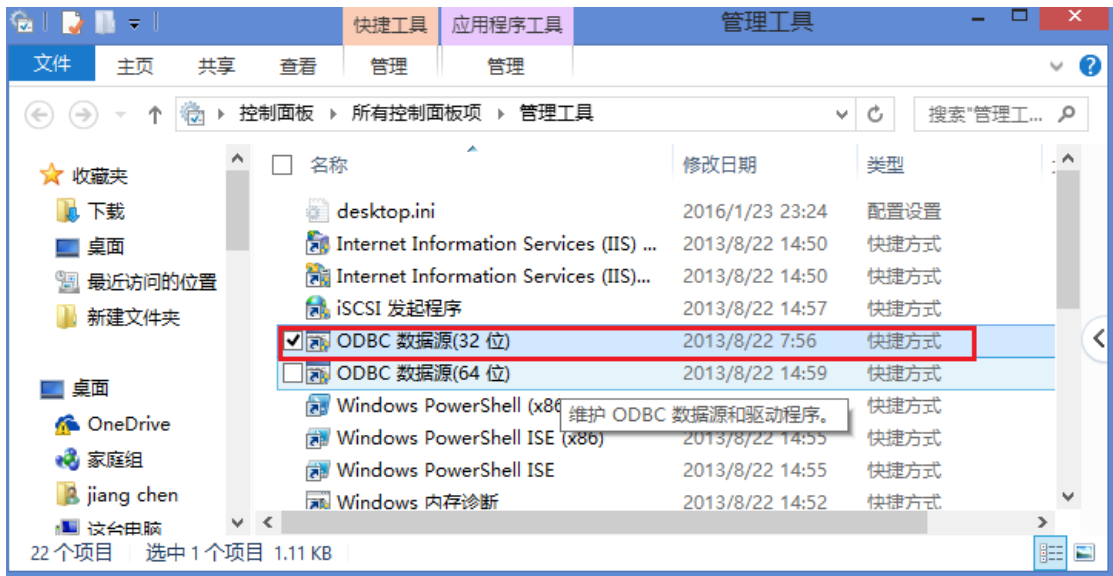 快捷工具 应用程序工具 管理工具
文件 主页 共享 查看 管理 管理
控制面板 所有控制面板项 管理工具 搜索"管理工...
收藏夹
下载
桌面
最近访问的位置
新建文件夹
桌面
OneDrive
家庭组
jiang chen
这台电脑
名称 修改日期 类型
desktop.ini 2016/1/23 23:24 配置设置
Internet Information Services (IIS) ... 2013/8/22 14:50 快捷方式
Internet Information Services (IIS)... 2013/8/22 14:50 快捷方式
iSCSI 发起程序 2013/8/22 14:57 快捷方式
ODBC 数据源(32 位) 2013/8/22 7:56 快捷方式
ODBC 数据源(64 位) 2013/8/22 14:59 快捷方式
Windows PowerShell (x86 快捷方式
维护 ODBC 数据源和驱动程序。
Windows PowerShell ISE (x86) 2013/8/22 14:55 快捷方式
Windows PowerShell ISE 2013/8/22 14:55 快捷方式
Windows 内存诊断 2013/8/22 14:52 快捷方式
22 个项目 选中 1 个项目 1.11 KB